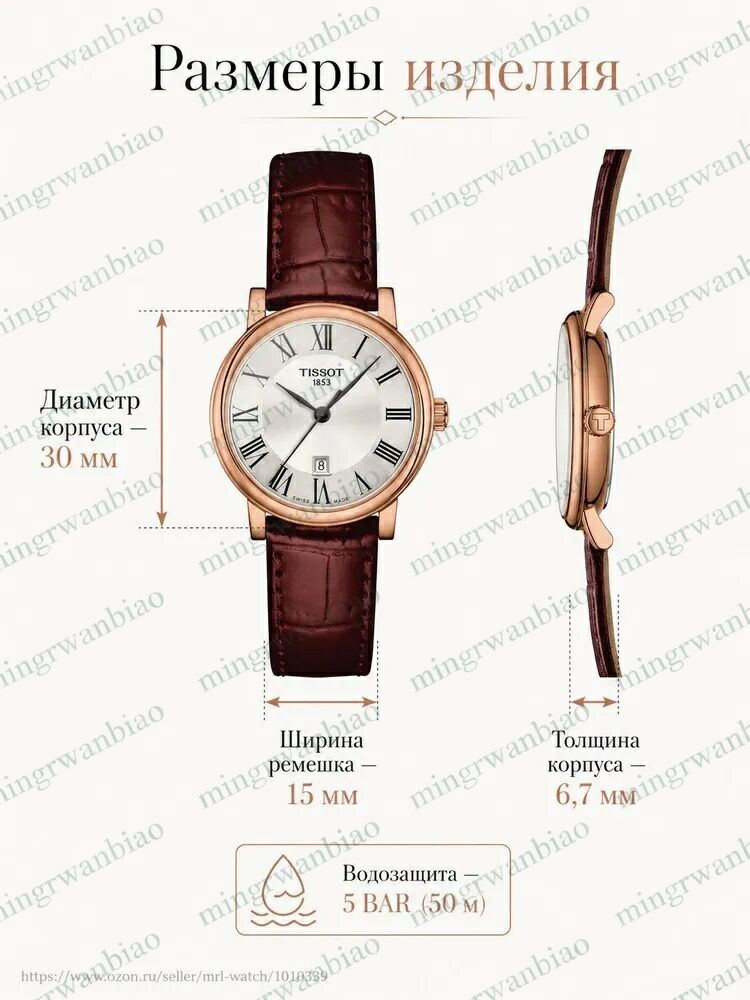 Размеры изделия
TISSOT
1853
8
SWISS MADE
T
Диаметр
корпуса —
30 мм
Ширина
ремешка —
15 мм
Толщина
корпуса —
6,7 мм
Водозащита —
5 BAR (50 м)
https://www.ozon.ru/seller/mrl-watch/1010339
mingrwanbiao